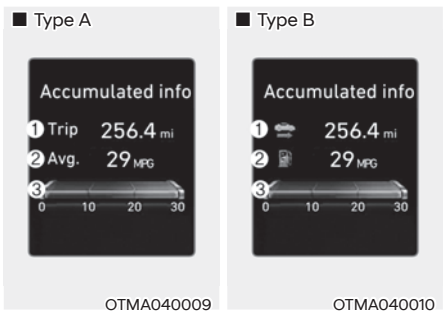 ■ Type A
Accumulated info
1 Trip 256.4 mi
2 Avg. 29 MPG
3
0 10 20 30
OTMA040009
■ Type B
Accumulated info
1 256.4 mi
2 29 MPG
3
0 10 20 30
OTMA040010